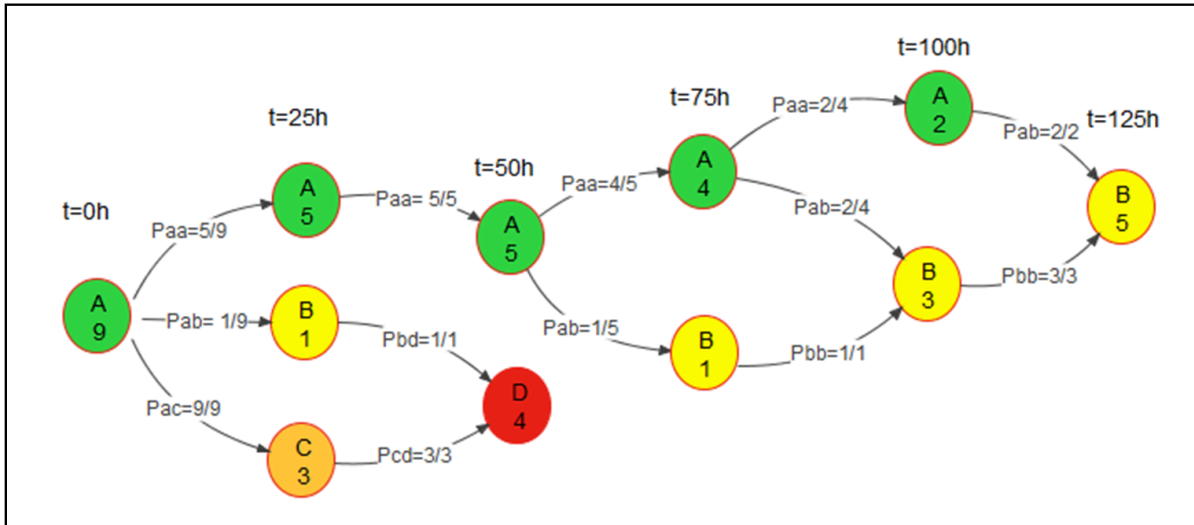 t=0h
A
9
Paa=5/9
Pab= 1/9
Pac=9/9
t=25h
A
5
B
1
C
3
Paa= 5/5
Pbd=1/1
Pcd=3/3
t=50h
A
5
D
4
Paa=4/5
Pab=1/5
t=75h
A
4
B
1
Paa=2/4
Pab=2/4
Pbb=1/1
t=100h
A
2
B
3
Pab=2/2
Pbb=3/3
t=125h
B
5